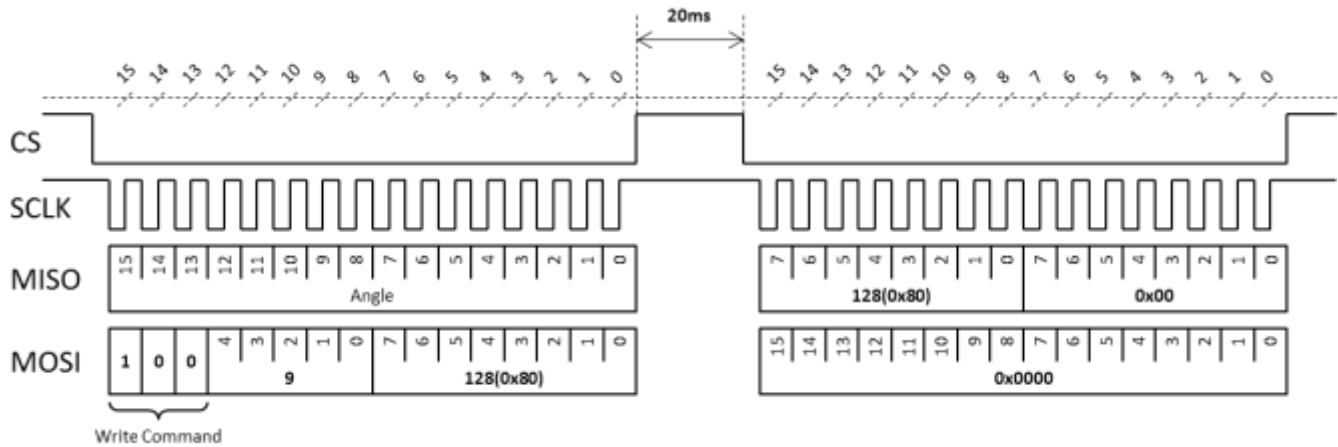 20ms
15 14 13 12 11 10 9 8 7 6 5 4 3 2 1 0 15 14 13 12 11 10 9 8 7 6 5 4 3 2 1 0
CS
SCLK
MISO 15 14 13 12 11 10 9 8 7 6 5 4 3 2 1 0 7 6 5 4 3 2 1 0 7 6 5 4 3 2 1 0
Angle 128(0x80) 0x00
MOSI 1 0 0 4 3 2 1 0 7 6 5 4 3 2 1 0 15 14 13 12 11 10 9 8 7 6 5 4 3 2 1 0
9 128(0x80) 0x0000
Write Command